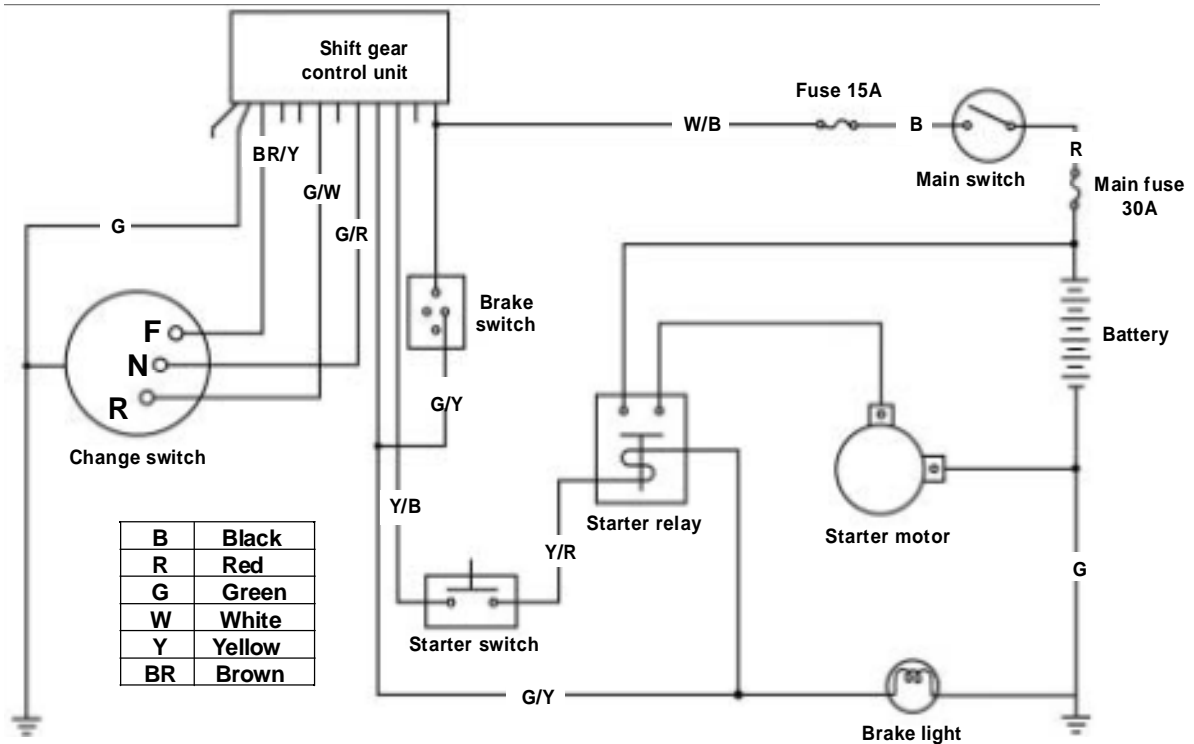 Shift gear
control unit
Fuse 15A
W/B
B
BR/Y
R
Main switch
Main fuse
30A
G/W
G
G/R
Brake
switch
F
Battery
N
R
G/Y
Change switch
Y/B
Starter relay
Starter motor
Y/R
G
B Black
R Red
G Green
W White
Y Yellow
BR Brown
Starter switch
G/Y
Brake light